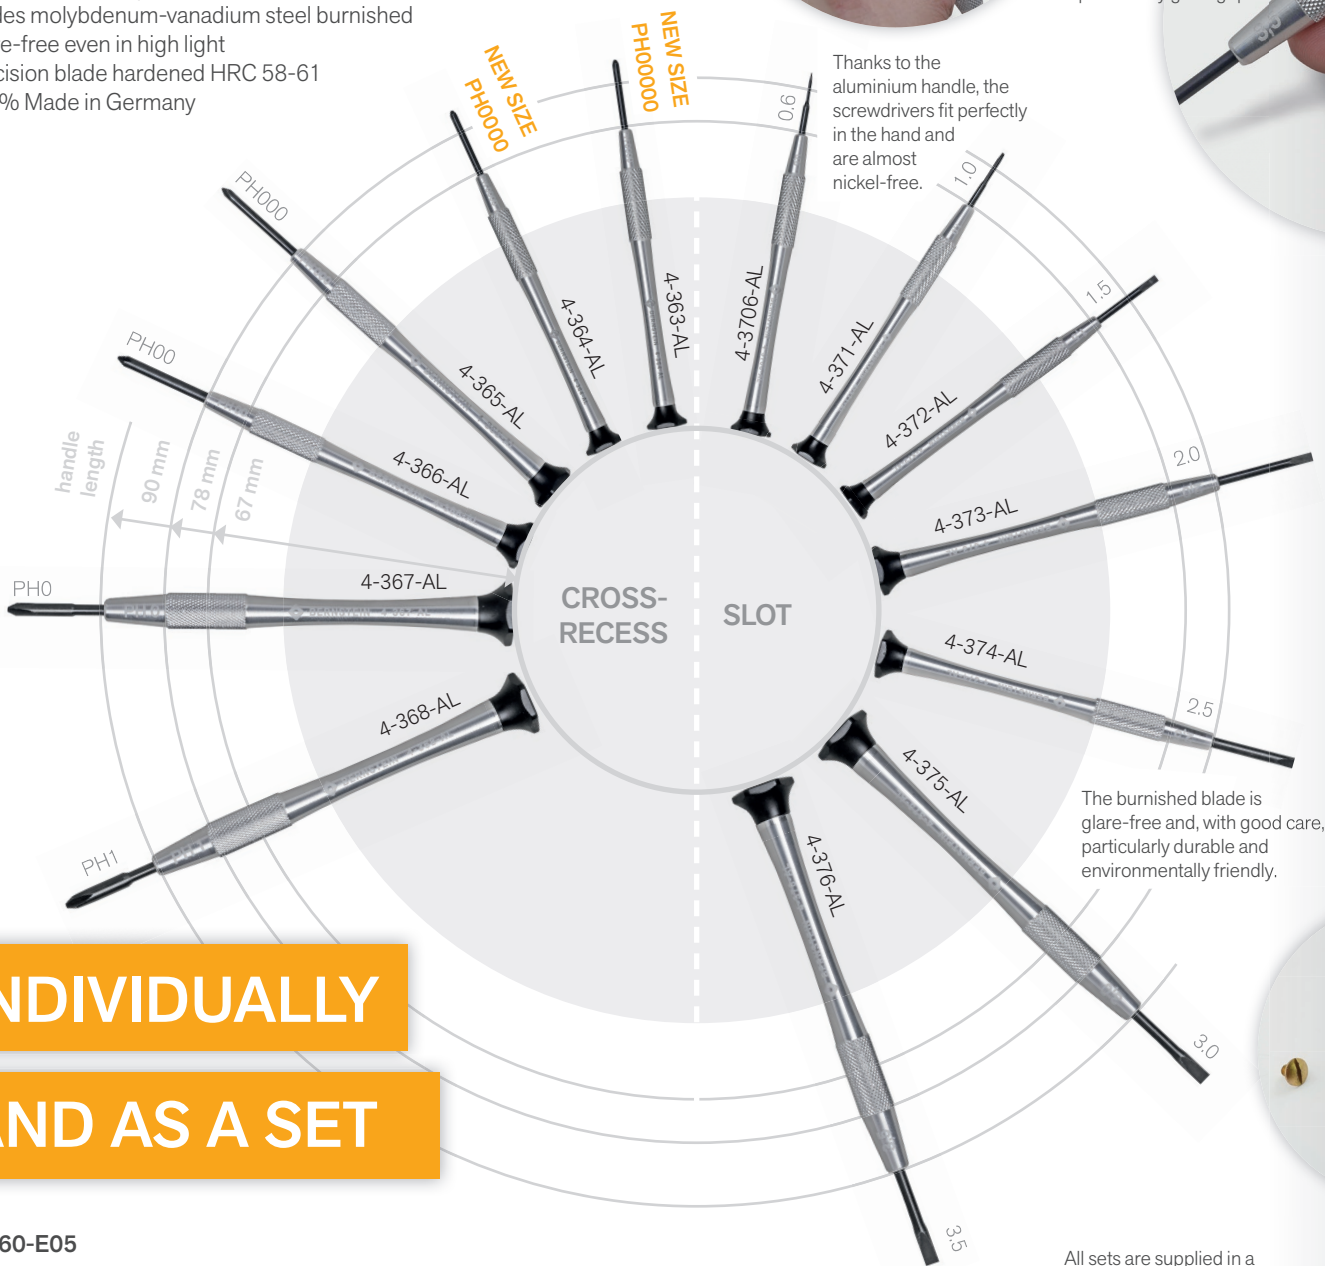 des molybdenum-vanadium steel burnished
e-free even in high light
cision blade hardened HRC 58-61
% Made in Germany
NEW SIZE
PH0000
NEW SIZE
PH00000
0.6
Thanks to the
aluminium handle, the
screwdrivers fit perfectly
in the hand and
are almost
nickel-free.
1.0
PH000
1.5
PH00
2.0
PH0
2.5
PH1
3.0
3.5
handle
length
90 mm
78 mm
67 mm
4-363-AL
4-364-AL
4-365-AL
4-366-AL
4-367-AL
4-368-AL
4-3706-AL
4-371-AL
4-372-AL
4-373-AL
4-374-AL
4-375-AL
4-376-AL
CROSS-
RECESS
SLOT
The burnished blade is
glare-free and, with good care,
particularly durable and
environmentally friendly.
NDIVIDUALLY
AND AS A SET
60-E05
All sets are supplied in a